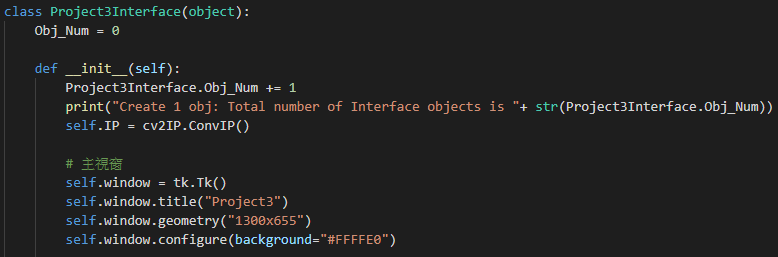 class Project3Interface(object):
    Obj_Num = 0
    def __init__(self):
        Project3Interface.Obj_Num += 1
        print("Create 1 obj: Total number of Interface objects is "+ str(Project3Interface.Obj_Num))
        self.IP = cv2IP.ConvIP()
        # 主視窗
        self.window = tk.Tk()
        self.window.title("Project3")
        self.window.geometry("1300x655")
        self.window.configure(background="#FFFFE0")